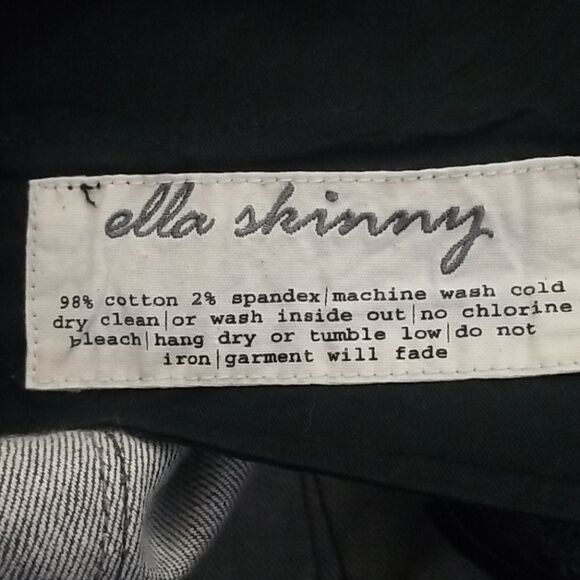 ella skinny
98% cotton 2% spandex|machine wash cold
dry clean|or wash inside out|no chlorine
bleach|hang dry or tumble low|do not
iron|garment will fade